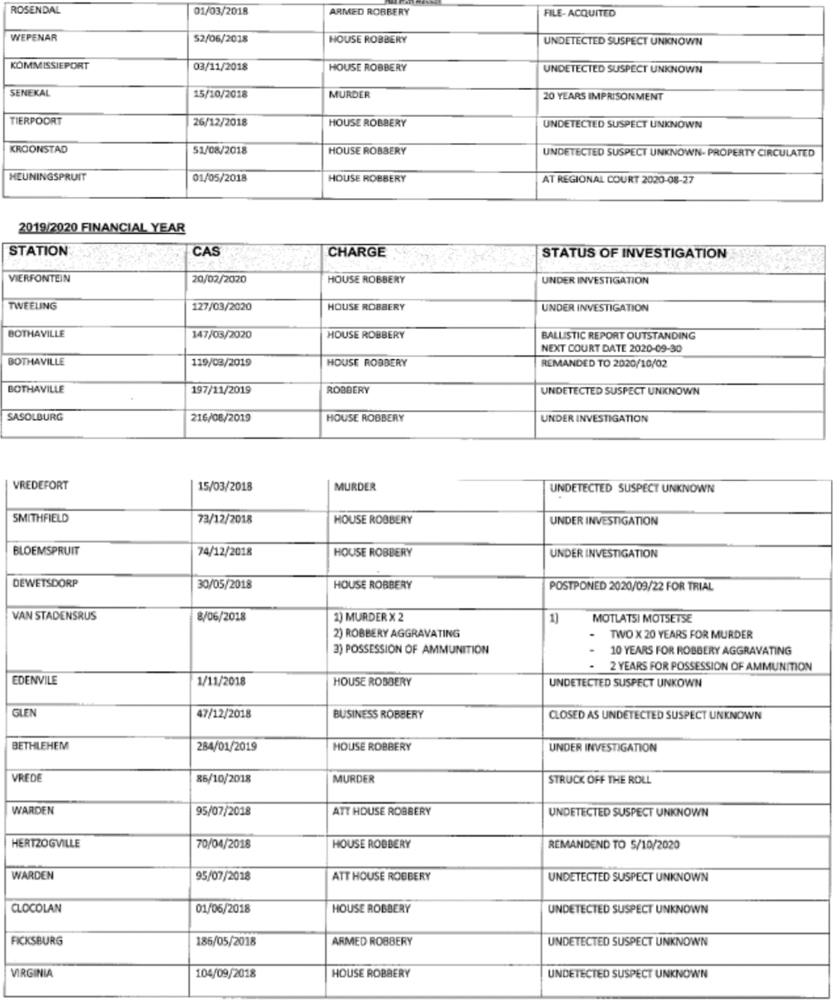 FREE STATE PROVINCE
ROSENDAL 01/03/2018 ARMED ROBBERY FILE- ACQUITED
WEPENAR 52/06/2018 HOUSE ROBBERY UNDETECTED SUSPECT UNKNOWN
KOMMISSIEPORT 03/11/2018 HOUSE ROBBERY UNDETECTED SUSPECT UNKNOWN
SENEKAL 15/10/2018 MURDER 20 YEARS IMPRISONMENT
TIERPOORT 26/12/2018 HOUSE ROBBERY UNDETECTED SUSPECT UNKNOWN
KROONSTAD 51/08/2018 HOUSE ROBBERY UNDETECTED SUSPECT UNKNOWN- PROPERTY CIRCULATED
HEUNINGSPRUIT 01/05/2018 HOUSE ROBBERY AT REGIONAL COURT 2020-08-27
2019/2020 FINANCIAL YEAR
STATION CAS CHARGE STATUS OF INVESTIGATION
VIERFONTEIN 20/02/2020 HOUSE ROBBERY UNDER INVESTIGATION
TWEELING 127/03/2020 HOUSE ROBBERY UNDER INVESTIGATION
BOTHAVILLE 147/03/2020 HOUSE ROBBERY BALLISTIC REPORT OUTSTANDING
NEXT COURT DATE 2020-09-30
BOTHAVILLE 119/03/2019 HOUSE ROBBERY REMANDED TO 2020/10/02
BOTHAVILLE 197/11/2019 ROBBERY UNDETECTED SUSPECT UNKNOWN
SASOLBURG 216/08/2019 HOUSE ROBBERY UNDER INVESTIGATION
VREDEFORT 15/03/2018 MURDER UNDETECTED SUSPECT UNKNOWN
SMITHFIELD 73/12/2018 HOUSE ROBBERY UNDER INVESTIGATION
BLOEMSPRUIT 74/12/2018 HOUSE ROBBERY UNDER INVESTIGATION
DEWETSDORP 30/05/2018 HOUSE ROBBERY POSTPONED 2020/09/22 FOR TRIAL
VAN STADENSRUS 8/06/2018 1) MURDER X 2 1) MOTLATSI MOTSETSE
2) ROBBERY AGGRAVATING - TWO X 20 YEARS FOR MURDER
3) POSSESSION OF AMMUNITION - 10 YEARS FOR ROBBERY AGGRAVATING
- 2 YEARS FOR POSSESSION OF AMMUNITION
EDENVILE 1/11/2018 HOUSE ROBBERY UNDETECTED SUSPECT UNKOWN
GLEN 47/12/2018 BUSINESS ROBBERY CLOSED AS UNDETECTED SUSPECT UNKNOWN
BETHLEHEM 284/01/2019 HOUSE ROBBERY UNDER INVESTIGATION
VREDE 86/10/2018 MURDER STRUCK OFF THE ROLL
WARDEN 95/07/2018 ATT HOUSE ROBBERY UNDETECTED SUSPECT UNKNOWN
HERTZOGVILLE 70/04/2018 HOUSE ROBBERY REMANDEND TO 5/10/2020
WARDEN 95/07/2018 ATT HOUSE ROBBERY UNDETECTED SUSPECT UNKNOWN
CLOCOLAN 01/06/2018 HOUSE ROBBERY UNDETECTED SUSPECT UNKNOWN
FICKSBURG 186/05/2018 ARMED ROBBERY UNDETECTED SUSPECT UNKNOWN
VIRGINIA 104/09/2018 HOUSE ROBBERY UNDETECTED SUSPECT UNKNOWN